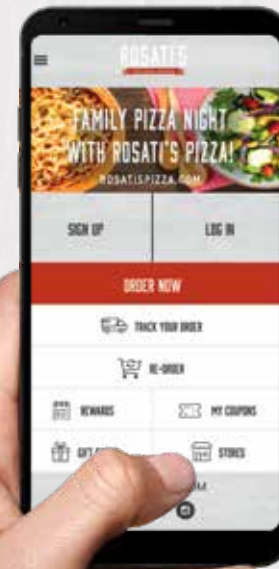 ROSATI'S
FAMILY PIZZA NIGHT
WITH ROSATI'S PIZZA!
ROSATISPIZZA.COM
SIGN UP
LOG IN
ORDER NOW
TRACK YOUR ORDER
RE-ORDER
REWARDS
MY COUPONS
GIFT
STORES